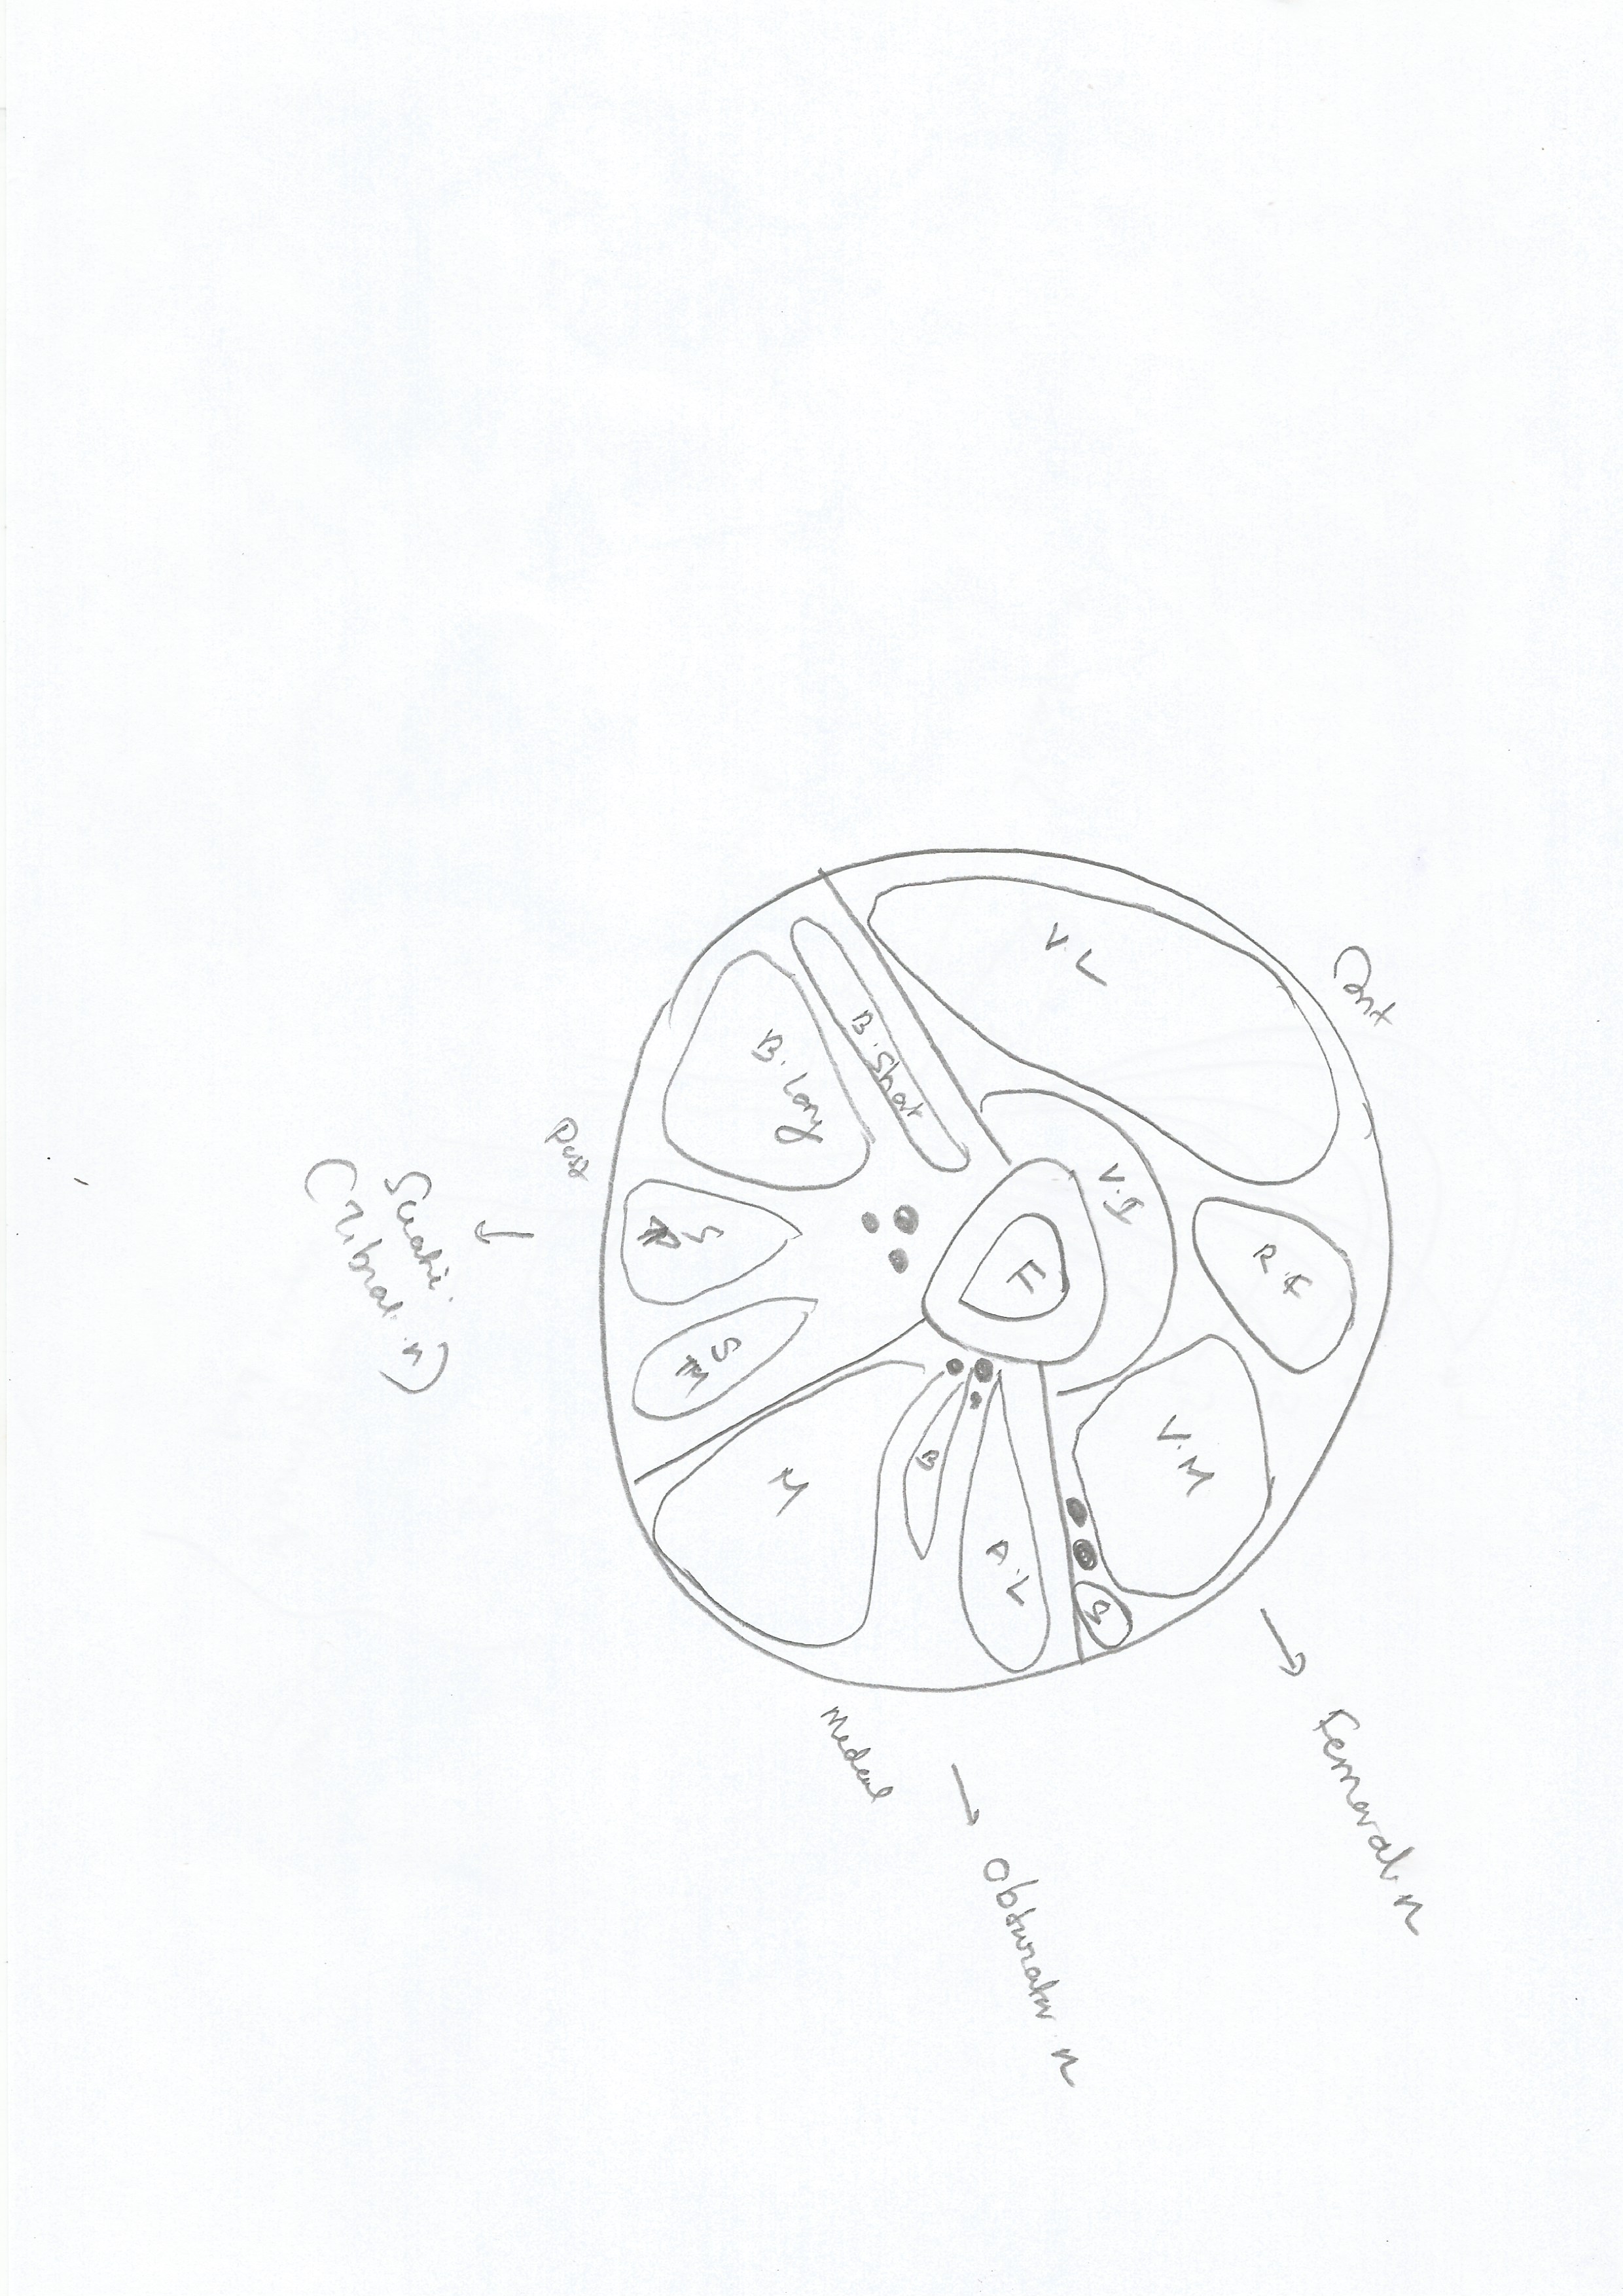 Ant
Femoral. n
R.F
V.M
V.I
V.L
S
F
A.L
Obturator. n
B
B. Short
Medial
B. Long
M
S
T
S
M
Post
Sciatic
(Tibial. n)